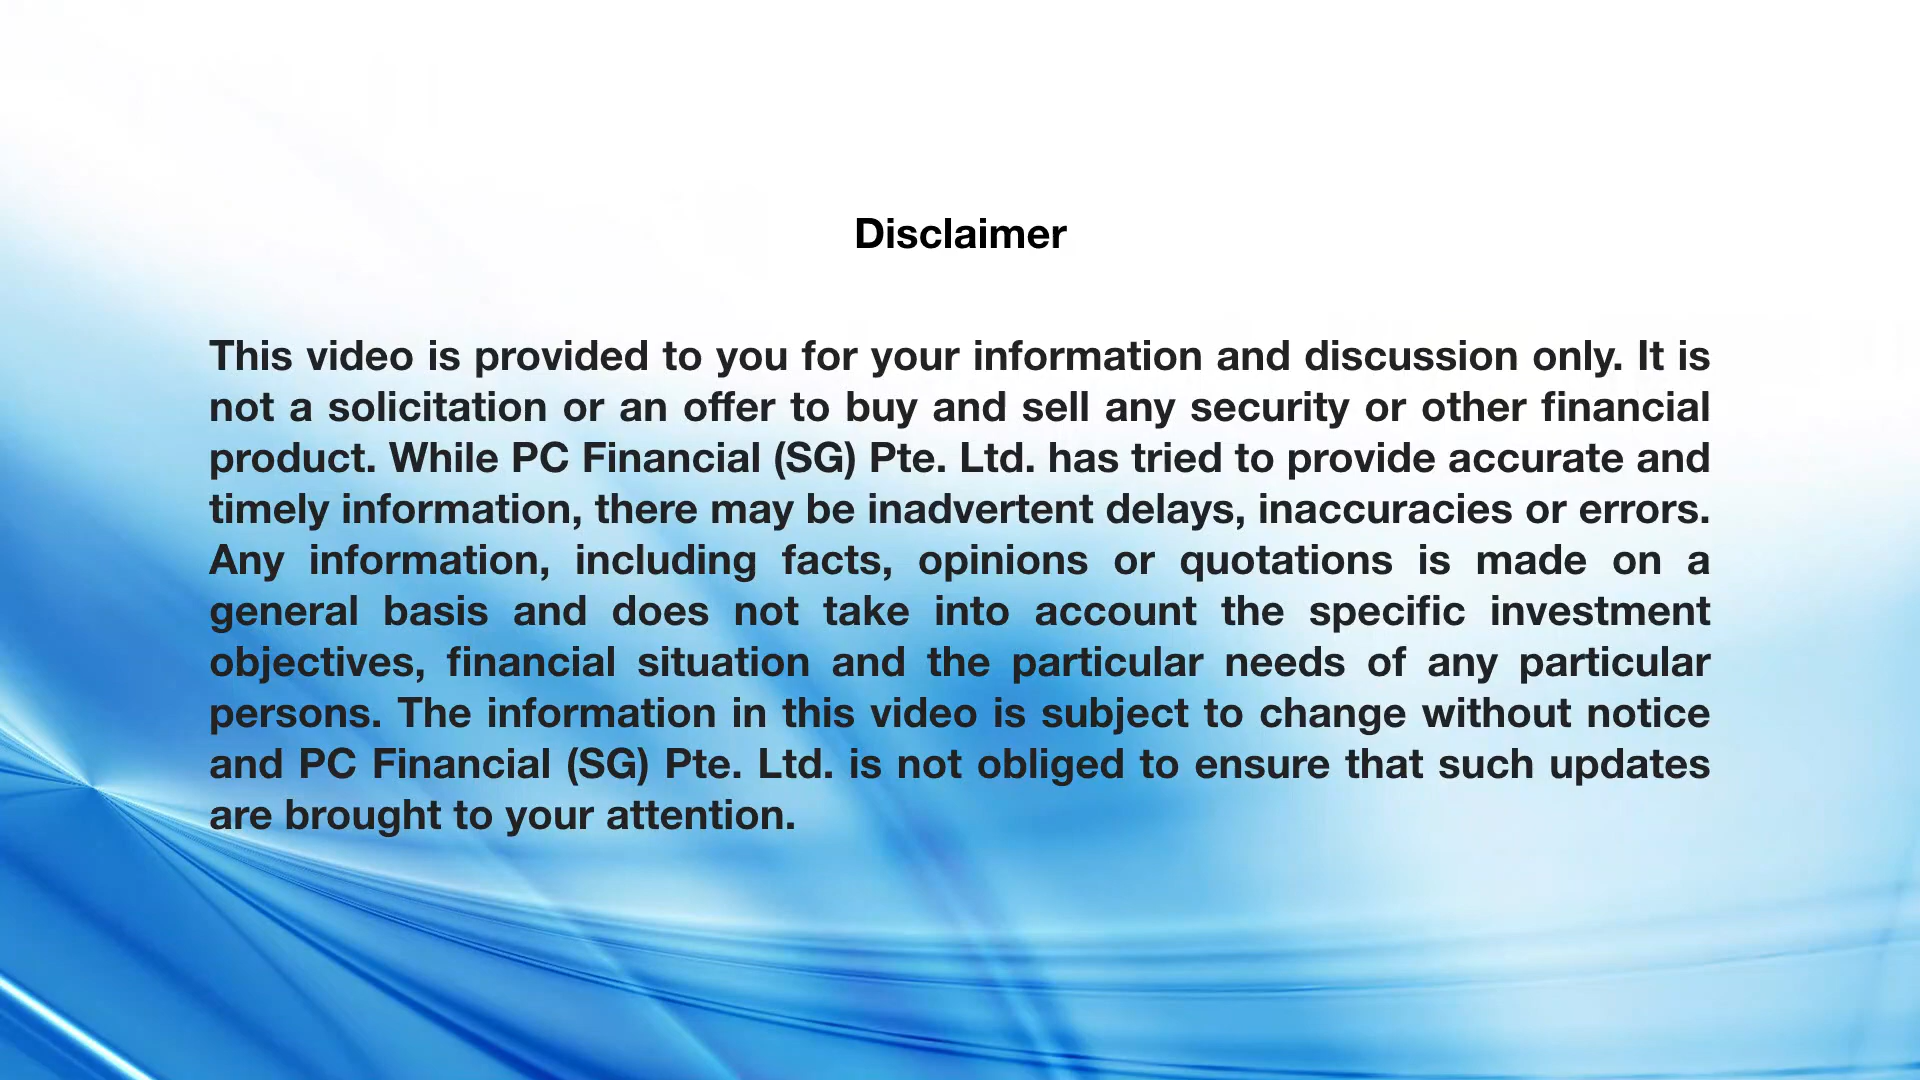 Disclaimer
This video is provided to you for your information and discussion only. It is
not a solicitation or an offer to buy and sell any security or other financial
product. While PC Financial (SG) Pte. Ltd. has tried to provide accurate and
timely information, there may be inadvertent delays, inaccuracies or errors.
Any information, including facts, opinions or quotations is made on a
general basis and does not take into account the specific investment
objectives, financial situation and the particular needs of any particular
persons. The information in this video is subject to change without notice
and PC Financial (SG) Pte. Ltd. is not obliged to ensure that such updates
are brought to your attention.